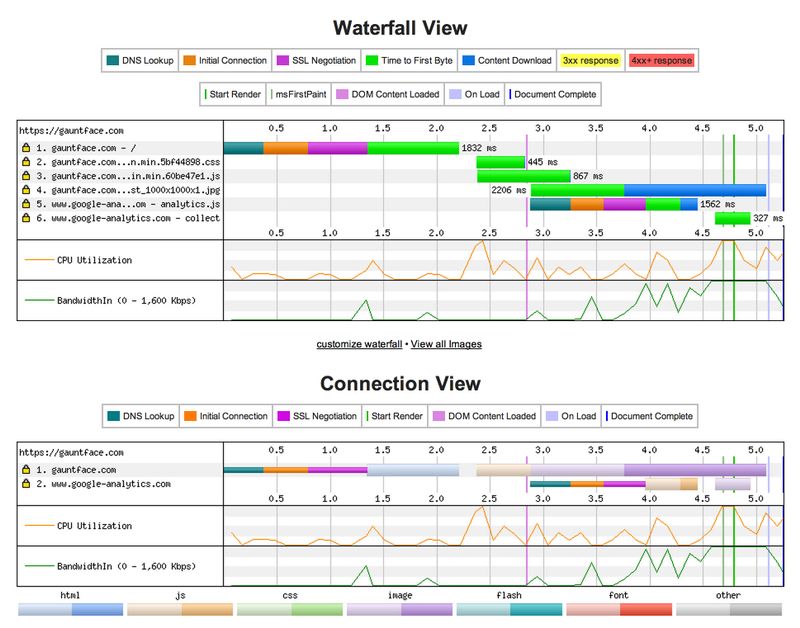 Waterfall View
DNS Lookup Initial Connection SSL Negotiation Time to First Byte Content Download 3xx response 4xx+ response
Start Render msFirstPaint DOM Content Loaded On Load Document Complete
https://gauntface.com 0.5 1.0 1.5 2.0 2.5 3.0 3.5 4.0 4.5 5.0
1. gauntface.com - / 1832 ms
2. gauntface.com...n.min.5bf44898.css 445 ms
3. gauntface.com...in.min.60be47e1.js 867 ms
4. gauntface.com...st_1000x1000x1.jpg 2206 ms
5. www.google-ana...om - analytics.js 1562 ms
6. www.google-analytics.com - collect 327 ms
0.5 1.0 1.5 2.0 2.5 3.0 3.5 4.0 4.5 5.0
CPU Utilization
BandwidthIn (0 - 1,600 Kbps)
customize waterfall • View all Images
Connection View
DNS Lookup Initial Connection SSL Negotiation Start Render DOM Content Loaded On Load Document Complete
https://gauntface.com 0.5 1.0 1.5 2.0 2.5 3.0 3.5 4.0 4.5 5.0
1. gauntface.com
2. www.google-analytics.com
0.5 1.0 1.5 2.0 2.5 3.0 3.5 4.0 4.5 5.0
CPU Utilization
BandwidthIn (0 - 1,600 Kbps)
html js css image flash font other